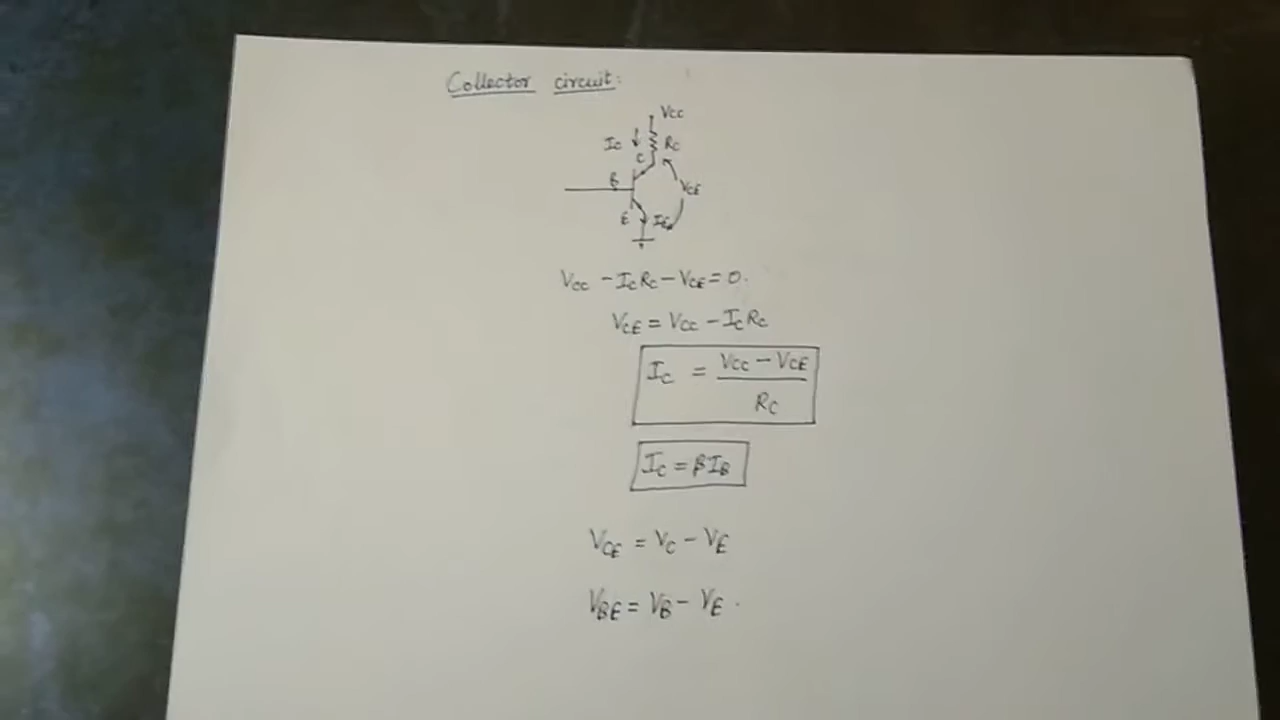 Collector circuit:
Vcc
Ic ↓ Rc
C
B
VCE
E IE
Vcc - IcRc - VCE = 0.
VCE = Vcc - IcRc
Ic = (Vcc - VCE) / Rc
Ic = βIB
VCE = Vc - VE
VBE = VB - VE.